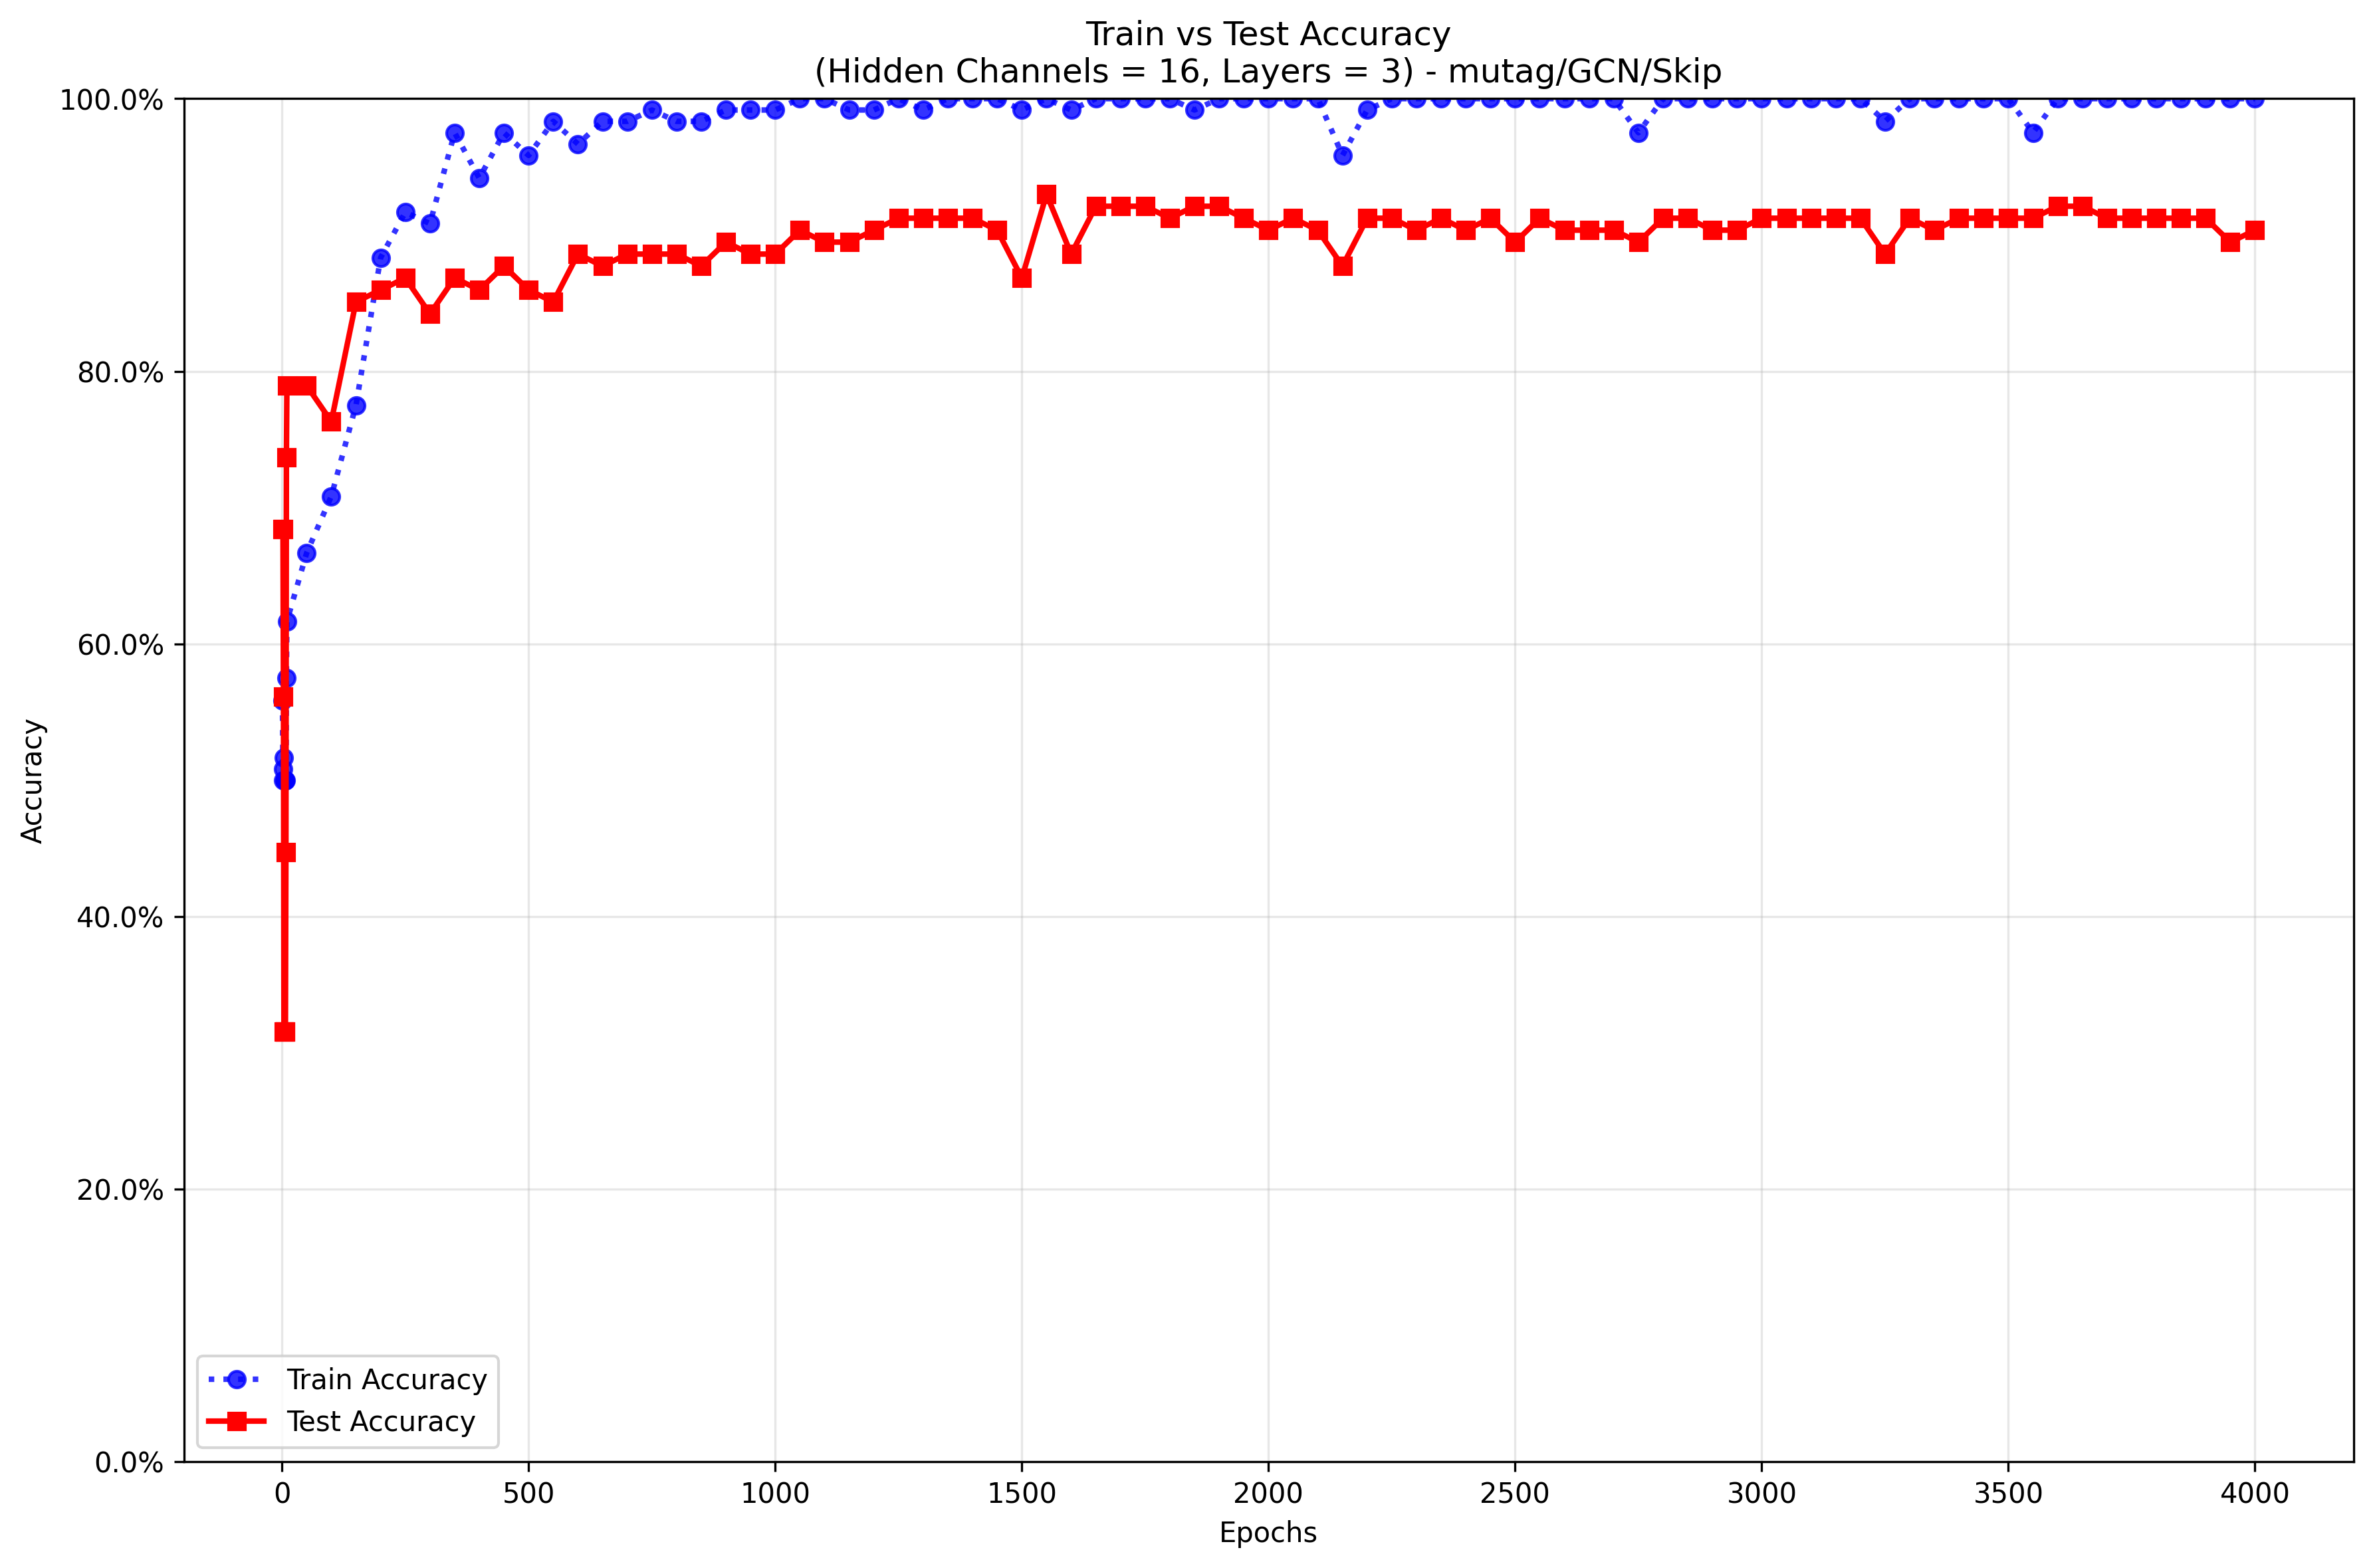 Train vs Test Accuracy
(Hidden Channels = 16, Layers = 3) - mutag/GCN/Skip
100.0%
80.0%
60.0%
40.0%
20.0%
0.0%
Accuracy
Train Accuracy
Test Accuracy
0 500 1000 1500 2000 2500 3000 3500 4000
Epochs